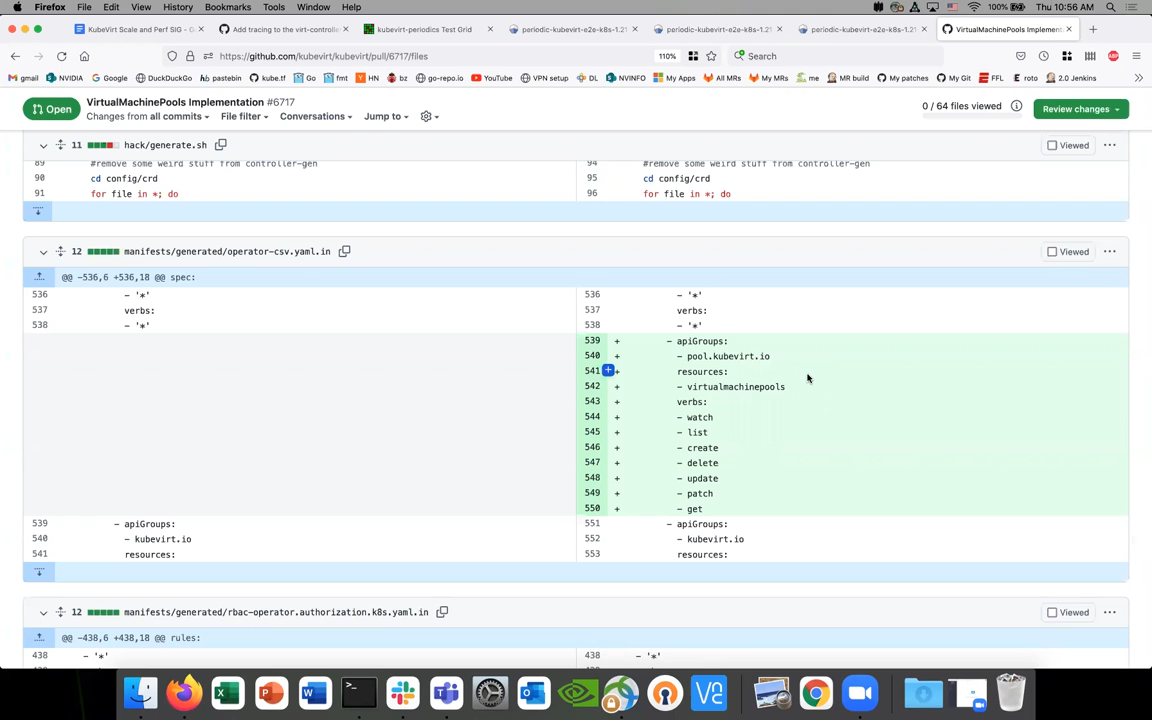 Firefox File Edit View History Bookmarks Tools Window Help 100% Thu 10:56 AM
KubeVirt Scale and Perf SIG - G Add tracing to the virt-controll kubevirt-periodics Test Grid periodic-kubevirt-e2e-k8s-1.21 periodic-kubevirt-e2e-k8s-1.21 periodic-kubevirt-e2e-k8s-1.21 VirtualMachinePools Implement
https://github.com/kubevirt/kubevirt/pull/6717/files 110% Search
gmail NVIDIA Google DuckDuckGo pastebin kube.tf Go fmt HN bz go-repo.io YouTube VPN setup DL NVINFO My Apps All MRs My MRs me MR build My patches My Git FFL roto 2.0 Jenkins
Open
VirtualMachinePools Implementation #6717
Changes from all commits File filter Conversations Jump to
0 / 64 files viewed
Review changes
11 hack/generate.sh Viewed
89 #remove some weird stuff from controller-gen 94 #remove some weird stuff from controller-gen
90 cd config/crd 95 cd config/crd
91 for file in *; do 96 for file in *; do
12 manifests/generated/operator-csv.yaml.in Viewed
@@ -536,6 +536,18 @@ spec:
536 - '*' 536 - '*'
537 verbs: 537 verbs:
538 - '*' 538 - '*'
539 + - apiGroups:
540 + - pool.kubevirt.io
541 + resources:
542 + - virtualmachinepools
543 + verbs:
544 + - watch
545 + - list
546 + - create
547 + - delete
548 + - update
549 + - patch
550 + - get
539 - apiGroups: 551 - apiGroups:
540 - kubevirt.io 552 - kubevirt.io
541 resources: 553 resources:
12 manifests/generated/rbac-operator.authorization.k8s.yaml.in Viewed
@@ -438,6 +438,18 @@ rules:
438 - '*' 438 - '*'